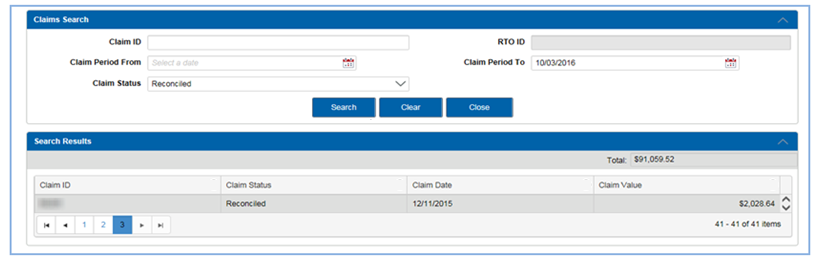 Claims Search
Claim ID RTO ID
Claim Period From Select a date Claim Period To 10/03/2016
Claim Status Reconciled
Search Clear Close
Search Results
Total: $91,059.52
Claim ID Claim Status Claim Date Claim Value
Reconciled 12/11/2015 $2,028.64
1 2 3 41 - 41 of 41 items